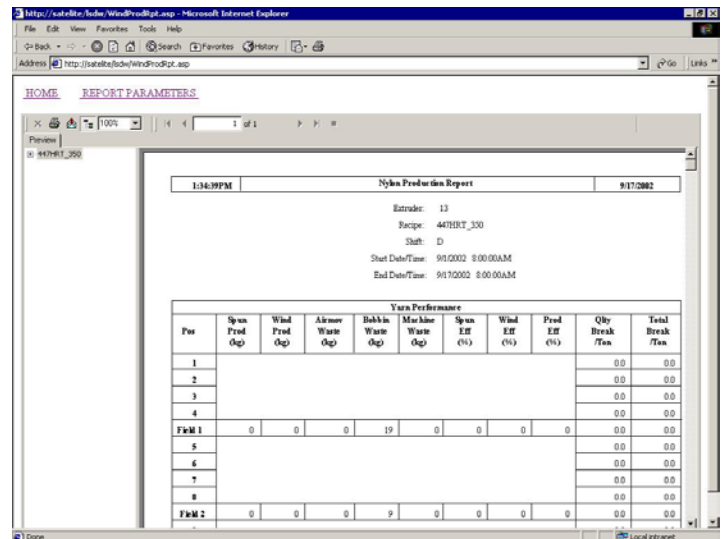 http://satelite/lsdw/WindProdRpt.asp - Microsoft Internet Explorer
File Edit View Favorites Tools Help
Back Search Favorites History
Address http://satelite/lsdw/WindProdRpt.asp Go Links »
HOME REPORT PARAMETERS
100% 1 of 1
Preview
447HRT_350
1:34:39PM Nylon Production Report 9/17/2002
Extruder: 13
Recipe: 447HRT_350
Shift: D
Start Date/Time: 9/1/2002 8:00:00AM
End Date/Time: 9/17/2002 8:00:00AM
Yarn Performance
Pos Spun Prod (kg) Wind Prod (kg) Airmov Waste (kg) Bobbin Waste (kg) Machine Waste (kg) Spun Eff (%) Wind Eff (%) Prod Eff (%) Qlty Break /Ton Total Break /Ton
1 0.0 0.0
2 0.0 0.0
3 0.0 0.0
4 0.0 0.0
Field 1 0 0 0 19 0 0 0 0 0.0 0.0
5 0.0 0.0
6 0.0 0.0
7 0.0 0.0
8 0.0 0.0
Field 2 0 0 0 9 0 0 0 0 0.0 0.0
Done Local intranet